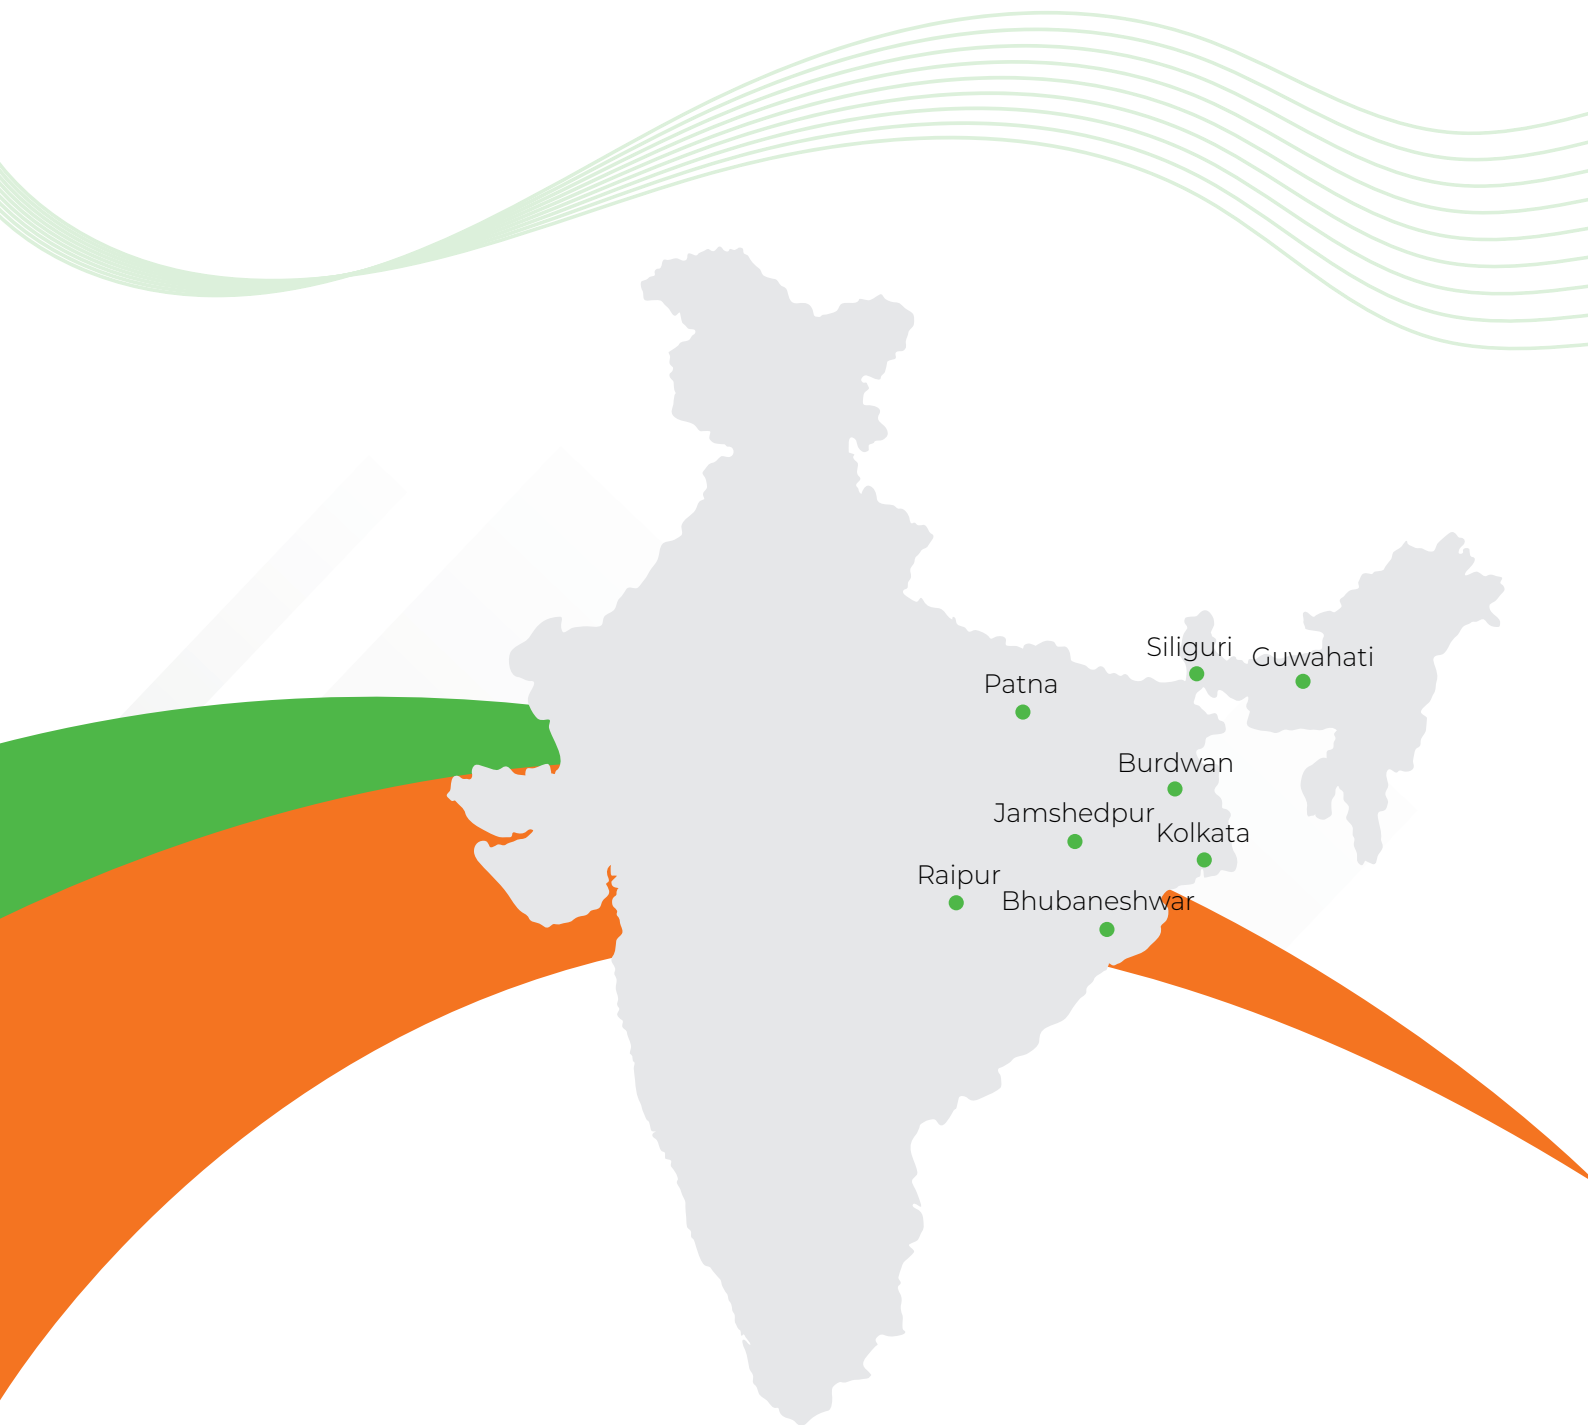 Siliguri
Guwahati
Patna
Burdwan
Jamshedpur
Kolkata
Raipur
Bhubaneshwar